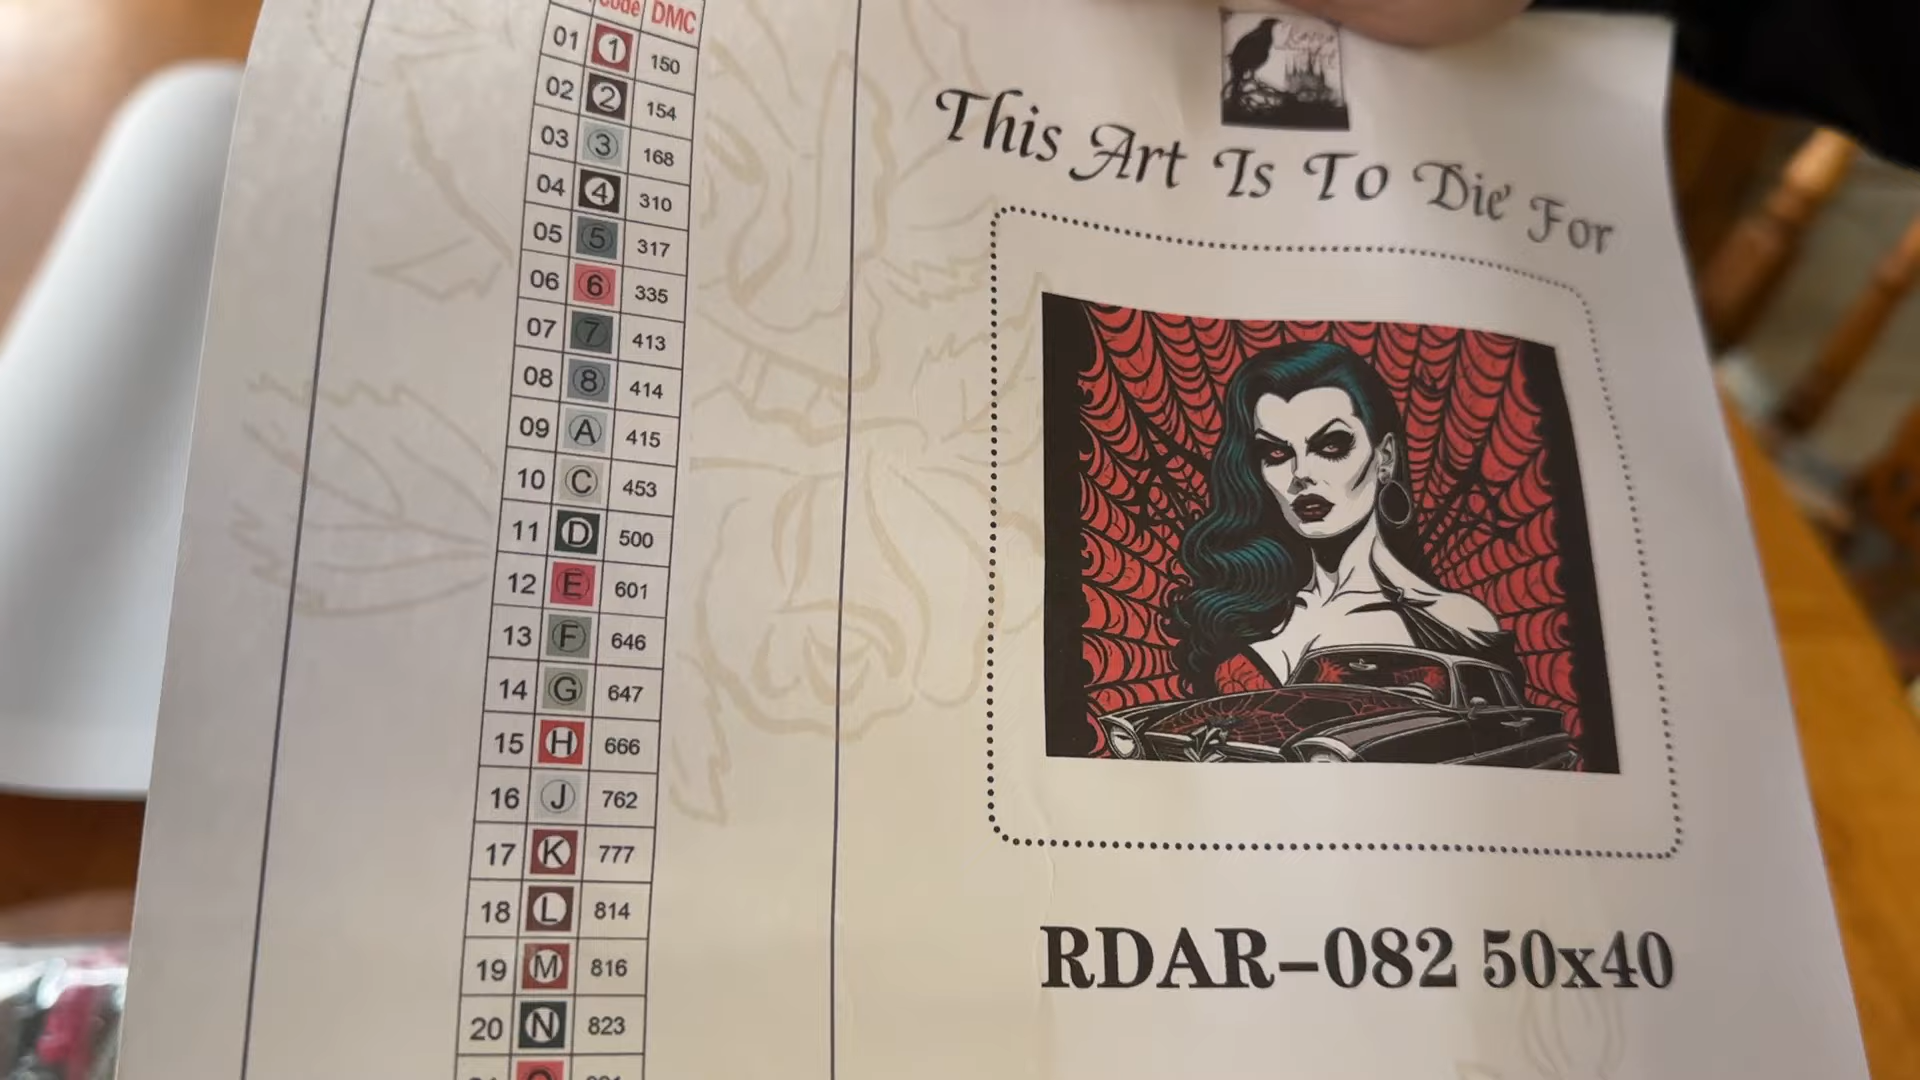 Code DMC
01 1 150
02 2 154
03 3 168
04 4 310
05 5 317
06 6 335
07 7 413
08 8 414
09 A 415
10 C 453
11 D 500
12 E 601
13 F 646
14 G 647
15 H 666
16 J 762
17 K 777
18 L 814
19 M 816
20 N 823
This Art Is To Die For
RDAR-082 50x40